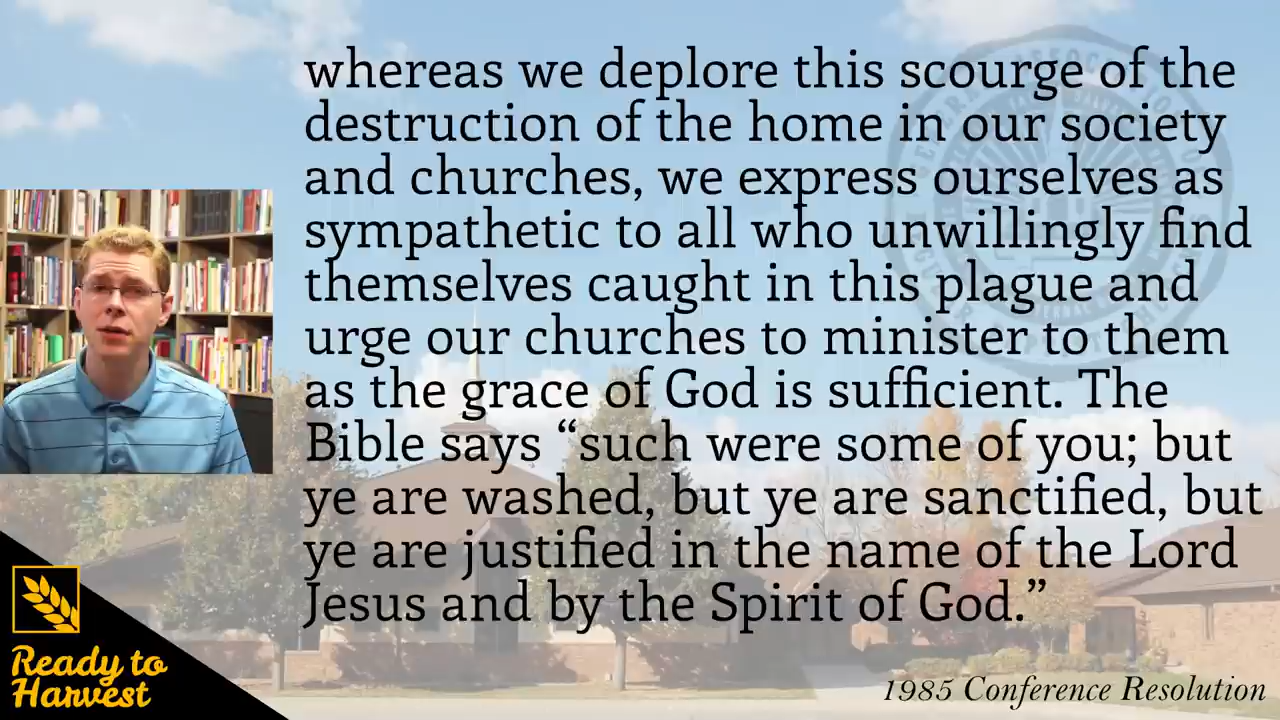 whereas we deplore this scourge of the
destruction of the home in our society
and churches, we express ourselves as
sympathetic to all who unwillingly find
themselves caught in this plague and
urge our churches to minister to them
as the grace of God is sufficient. The
Bible says “such were some of you; but
ye are washed, but ye are sanctified, but
ye are justified in the name of the Lord
Jesus and by the Spirit of God.”
Ready to
Harvest
1985 Conference Resolution